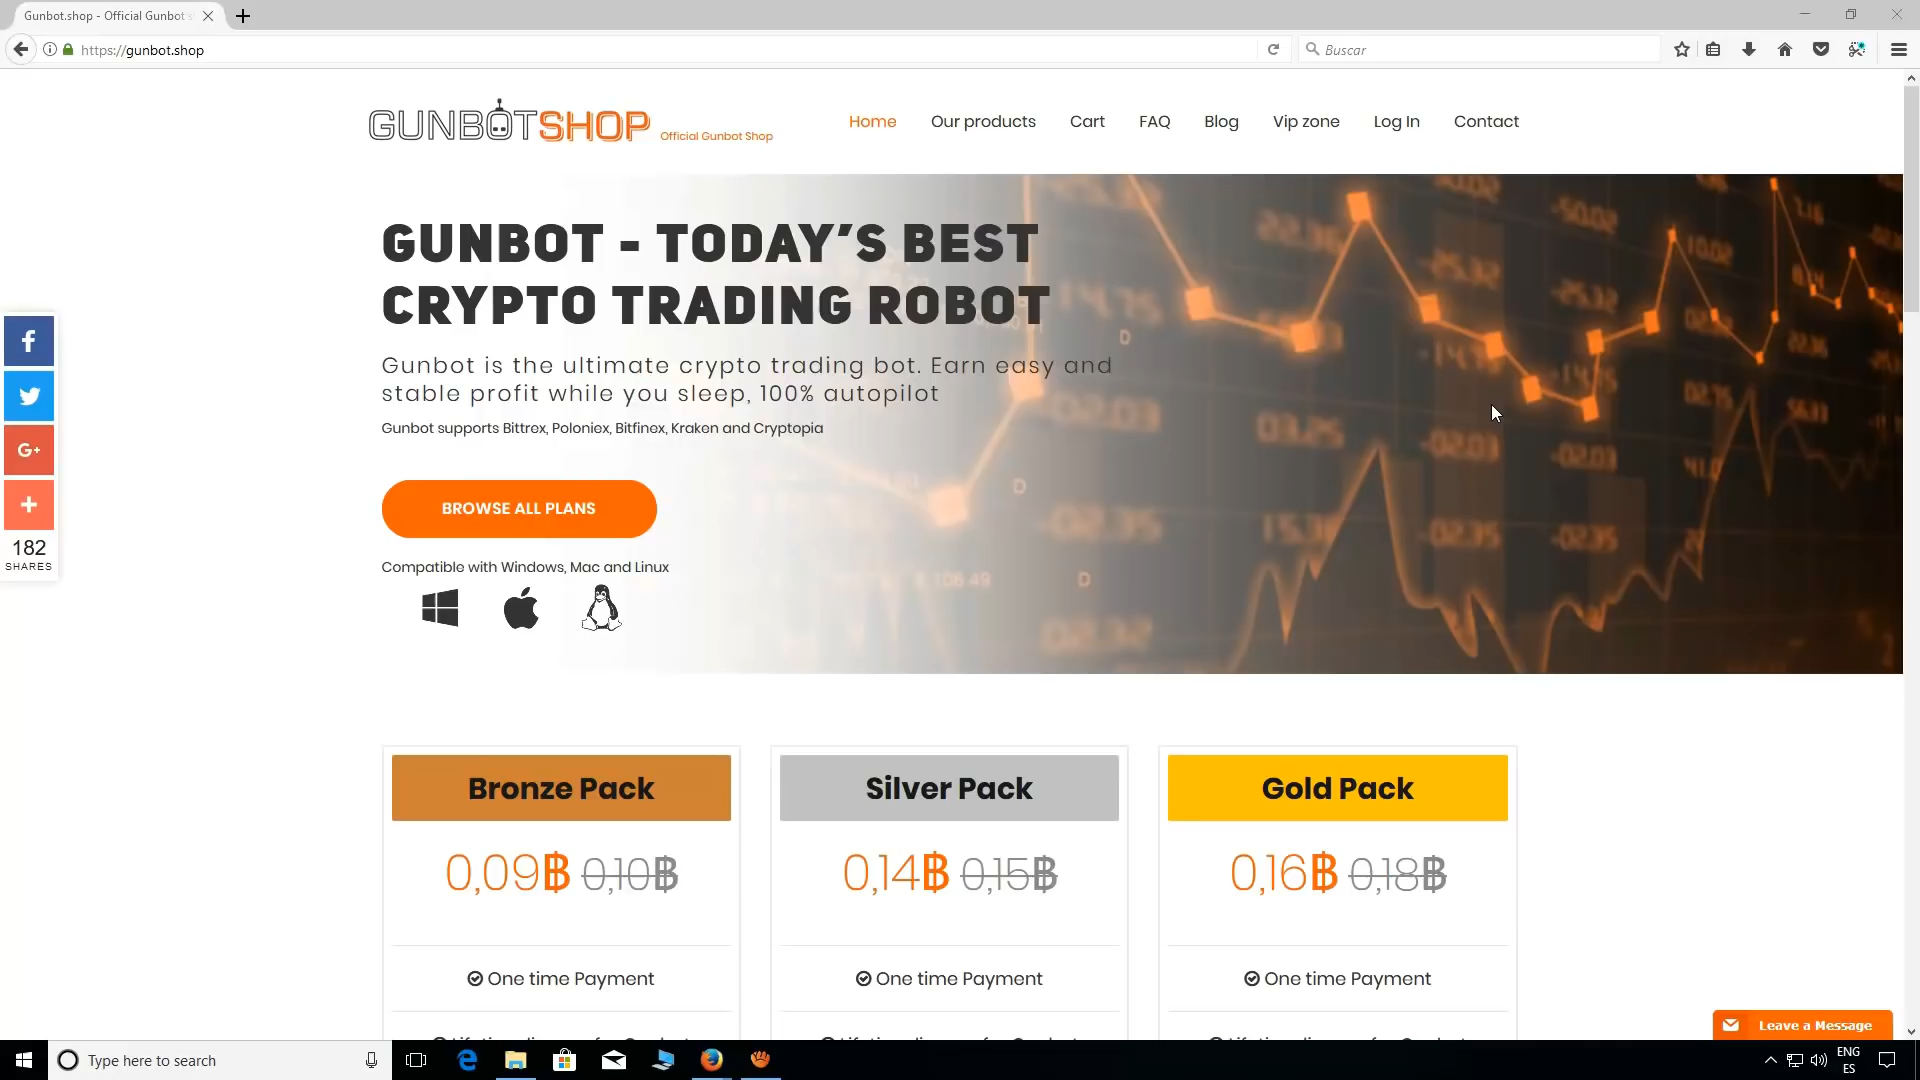 Gunbot.shop - Official Gunbot s
https://gunbot.shop
Buscar
GUNBOTSHOP Official Gunbot Shop
Home
Our products
Cart
FAQ
Blog
Vip zone
Log In
Contact
GUNBOT - TODAY'S BEST
CRYPTO TRADING ROBOT
Gunbot is the ultimate crypto trading bot. Earn easy and
stable profit while you sleep, 100% autopilot
Gunbot supports Bittrex, Poloniex, Bitfinex, Kraken and Cryptopia
BROWSE ALL PLANS
Compatible with Windows, Mac and Linux
G+
182
SHARES
Bronze Pack
0,09฿ 0,10฿
One time Payment
Silver Pack
0,14฿ 0,15฿
One time Payment
Gold Pack
0,16฿ 0,18฿
One time Payment
Leave a Message
Type here to search
ENG
ES